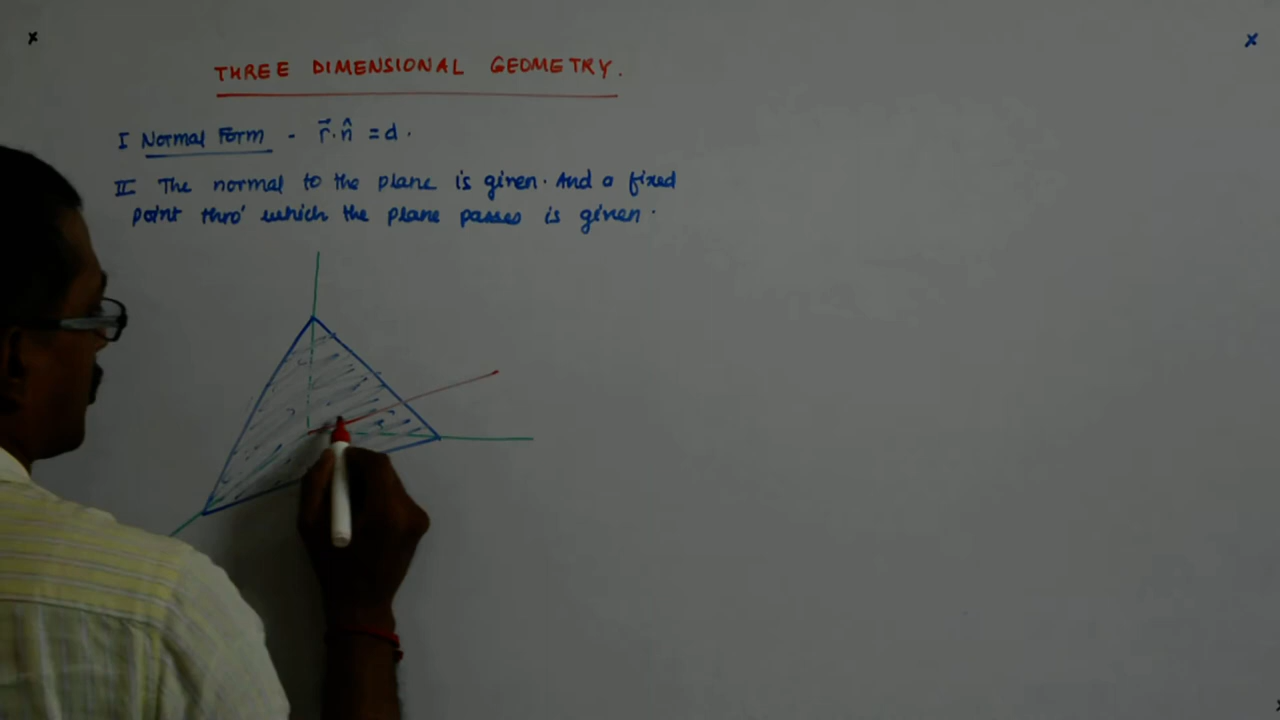 x x
THREE DIMENSIONAL GEOMETRY.
I Normal Form - r⃗·n̂ = d.
II The normal to the plane is given. And a fixed
point thro' which the plane passes is given.